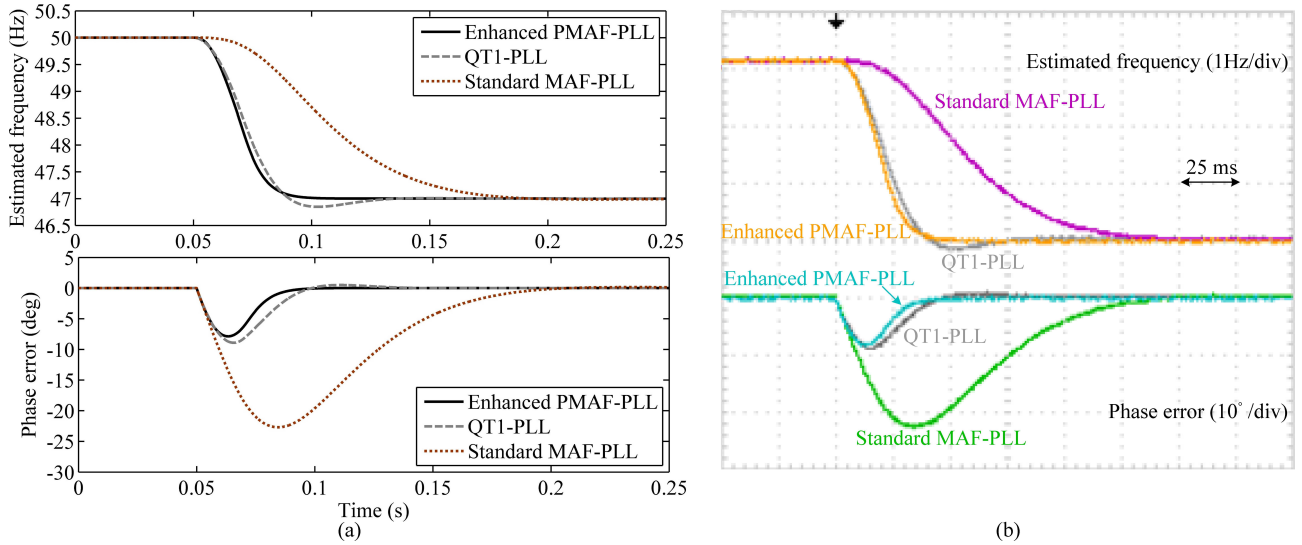 Estimated frequency (Hz)
50
49.5
49
48.5
48
47.5
47
46.5
0
0.05
0.1
0.15
0.2
0.25
Enhanced PMAF-PLL
QT1-PLL
Standard MAF-PLL
Phase error (deg)
5
0
-5
-10
-15
-20
-25
-30
0
0.05
0.1
0.15
0.2
0.25
Enhanced PMAF-PLL
QT1-PLL
Standard MAF-PLL
Time (s)
(a)
Estimated frequency (1Hz/div)
Standard MAF-PLL
25 ms
Enhanced PMAF-PLL
QT1-PLL
Enhanced PMAF-PLL
QT1-PLL
Phase error (10°/div)
Standard MAF-PLL
(b)